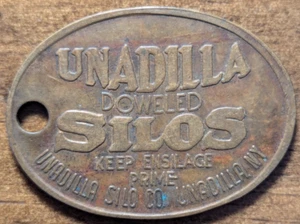 UNADILLA
DOWELED
SILOS
KEEP ENSILAGE
PRIME
UNADILLA SILO CO. UNADILLA, N.Y.